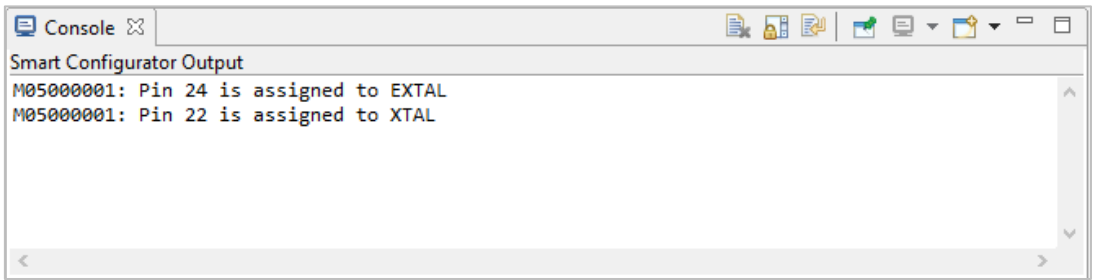 Console
Smart Configurator Output
M05000001: Pin 24 is assigned to EXTAL
M05000001: Pin 22 is assigned to XTAL